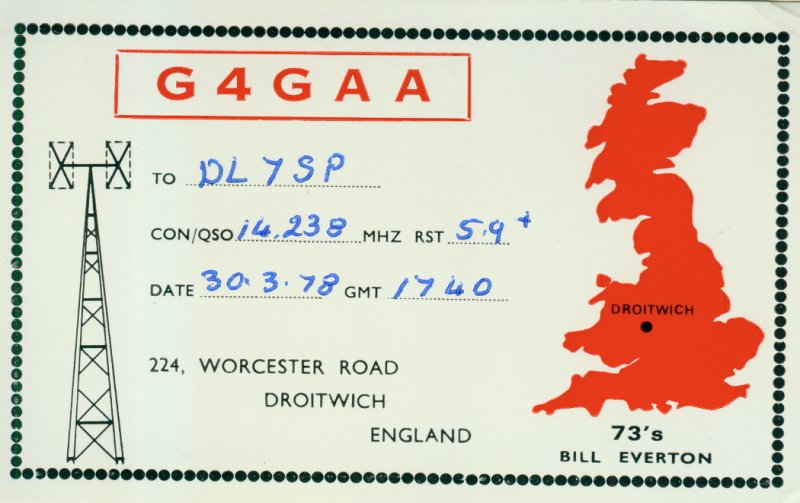 G4GAA
TO DL7SP
CON/QSO 14.238 MHZ RST 5.9+
DATE 30.3.78 GMT 1740
DROITWICH
224, WORCESTER ROAD
DROITWICH
ENGLAND
73's
BILL EVERTON